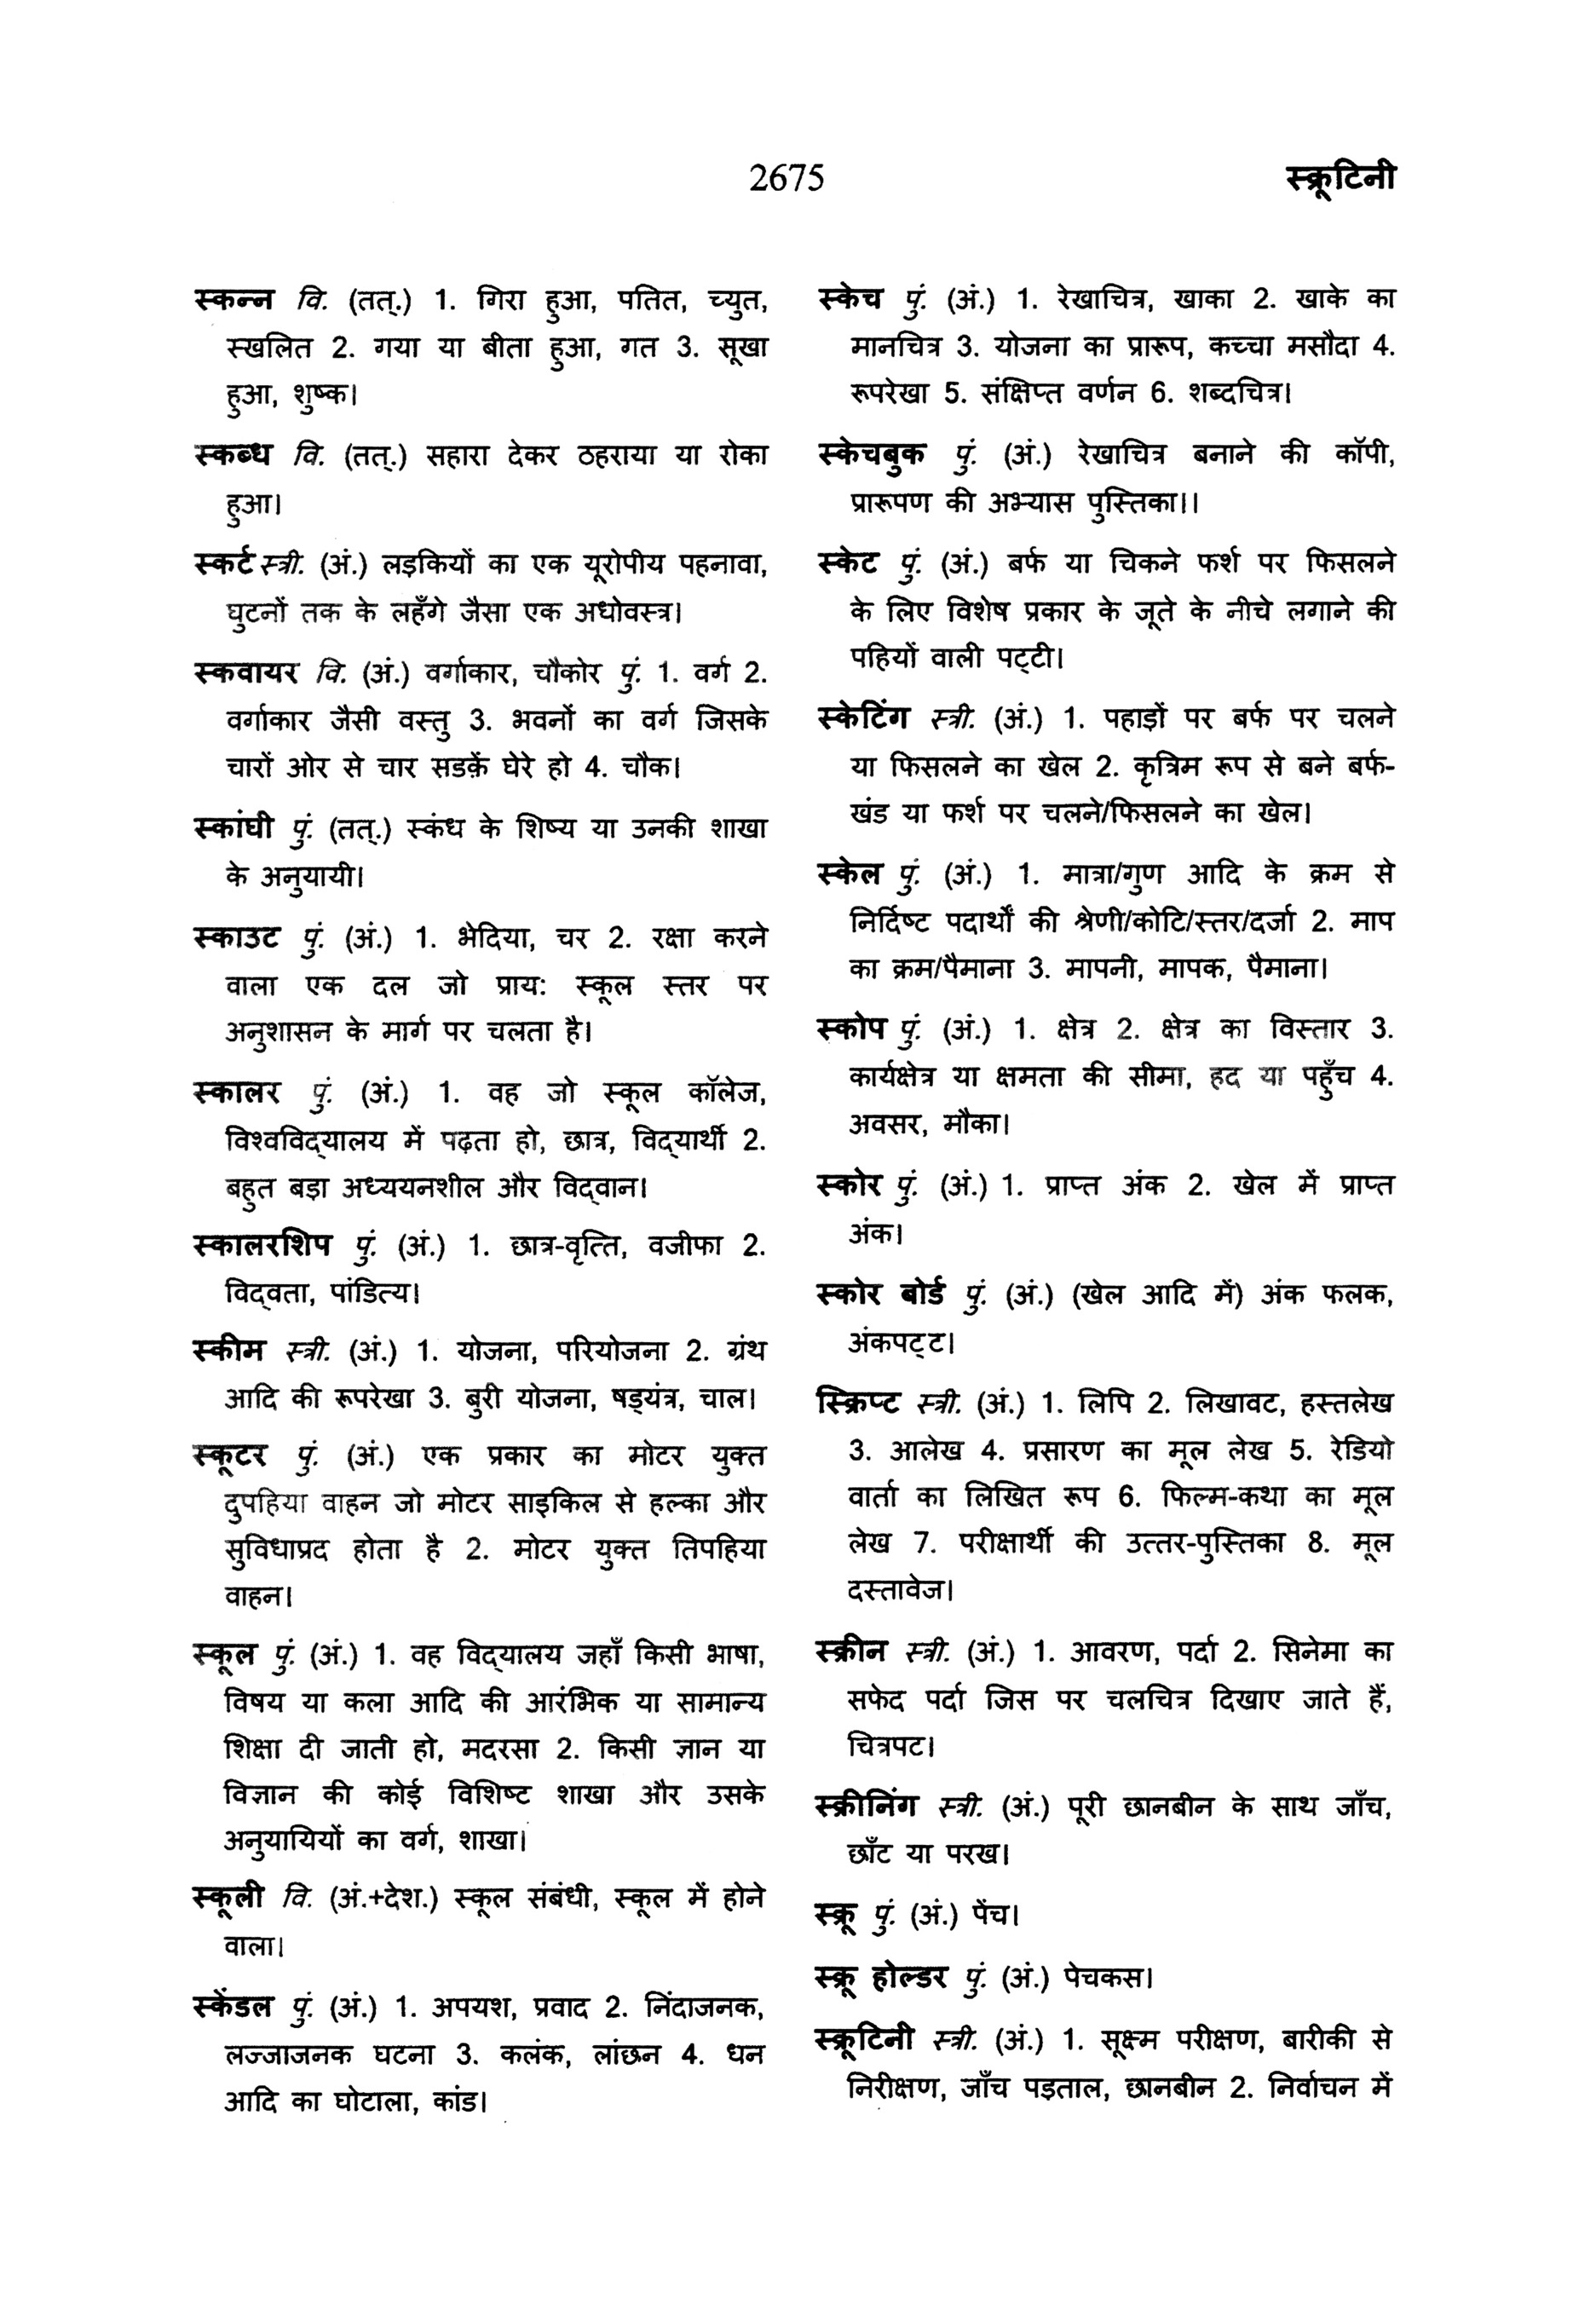 2675
स्क्रूटिनी
स्कन्न वि. (तत्.) 1. गिरा हुआ, पतित, च्युत,
स्खलित 2. गया या बीता हुआ, गत 3. सूखा
हुआ, शुष्क।
स्कब्ध वि. (तत्.) सहारा देकर ठहराया या रोका
हुआ।
स्कर्ट स्त्री. (अं.) लड़कियों का एक यूरोपीय पहनावा,
घुटनों तक के लहँगे जैसा एक अधोवस्त्र।
स्कवायर वि. (अं.) वर्गाकार, चौकोर पुं. 1. वर्ग 2.
वर्गाकार जैसी वस्तु 3. भवनों का वर्ग जिसके
चारों ओर से चार सडक़ें घेरे हो 4. चौक।
स्कांघी पुं. (तत्.) स्कंध के शिष्य या उनकी शाखा
के अनुयायी।
स्काउट पुं. (अं.) 1. भेदिया, चर 2. रक्षा करने
वाला एक दल जो प्राय: स्कूल स्तर पर
अनुशासन के मार्ग पर चलता है।
स्कालर पुं. (अं.) 1. वह जो स्कूल कॉलेज,
विश्वविद्‌यालय में पढ़ता हो, छात्र, विद्‌यार्थी 2.
बहुत बड़ा अध्ययनशील और विद्‌वान।
स्कालरशिप पुं. (अं.) 1. छात्र-वृत्ति, वजीफा 2.
विद्‌वता, पांडित्य।
स्कीम स्त्री. (अं.) 1. योजना, परियोजना 2. ग्रंथ
आदि की रूपरेखा 3. बुरी योजना, षड्‌यंत्र, चाल।
स्कूटर पुं. (अं.) एक प्रकार का मोटर युक्त
दुपहिया वाहन जो मोटर साइकिल से हल्का और
सुविधाप्रद होता है 2. मोटर युक्त तिपहिया
वाहन।
स्कूल पुं. (अं.) 1. वह विद्‌यालय जहाँ किसी भाषा,
विषय या कला आदि की आरंभिक या सामान्य
शिक्षा दी जाती हो, मदरसा 2. किसी ज्ञान या
विज्ञान की कोई विशिष्ट शाखा और उसके
अनुयायियों का वर्ग, शाखा।
स्कूली वि. (अं.+देश.) स्कूल संबंधी, स्कूल में होने
वाला।
स्केंडल पुं. (अं.) 1. अपयश, प्रवाद 2. निंदाजनक,
लज्जाजनक घटना 3. कलंक, लांछन 4. धन
आदि का घोटाला, कांड।
स्केच पुं. (अं.) 1. रेखाचित्र, खाका 2. खाके का
मानचित्र 3. योजना का प्रारूप, कच्चा मसौदा 4.
रूपरेखा 5. संक्षिप्त वर्णन 6. शब्दचित्र।
स्केचबुक पुं. (अं.) रेखाचित्र बनाने की कॉपी,
प्रारूपण की अभ्यास पुस्तिका।।
स्केट पुं. (अं.) बर्फ या चिकने फर्श पर फिसलने
के लिए विशेष प्रकार के जूते के नीचे लगाने की
पहियों वाली पट्‌टी।
स्केटिंग स्त्री. (अं.) 1. पहाड़ों पर बर्फ पर चलने
या फिसलने का खेल 2. कृत्रिम रूप से बने बर्फ-
खंड या फर्श पर चलने/फिसलने का खेल।
स्केल पुं. (अं.) 1. मात्रा/गुण आदि के क्रम से
निर्दिष्ट पदार्थों की श्रेणी/कोटि/स्तर/दर्जा 2. माप
का क्रम/पैमाना 3. मापनी, मापक, पैमाना।
स्कोप पुं. (अं.) 1. क्षेत्र 2. क्षेत्र का विस्तार 3.
कार्यक्षेत्र या क्षमता की सीमा, हद या पहुँच 4.
अवसर, मौका।
स्कोर पुं. (अं.) 1. प्राप्त अंक 2. खेल में प्राप्त
अंक।
स्कोर बोर्ड पुं. (अं.) (खेल आदि में) अंक फलक,
अंकपट्‌ट।
स्क्रिप्ट स्त्री. (अं.) 1. लिपि 2. लिखावट, हस्तलेख
3. आलेख 4. प्रसारण का मूल लेख 5. रेडियो
वार्ता का लिखित रूप 6. फिल्म-कथा का मूल
लेख 7. परीक्षार्थी की उत्तर-पुस्तिका 8. मूल
दस्तावेज।
स्क्रीन स्त्री. (अं.) 1. आवरण, पर्दा 2. सिनेमा का
सफेद पर्दा जिस पर चलचित्र दिखाए जाते हैं,
चित्रपट।
स्क्रीनिंग स्त्री. (अं.) पूरी छानबीन के साथ जाँच,
छाँट या परख।
स्क्रू पुं. (अं.) पेंच।
स्क्रू होल्डर पुं. (अं.) पेचकस।
स्क्रूटिनी स्त्री. (अं.) 1. सूक्ष्म परीक्षण, बारीकी से
निरीक्षण, जाँच पड़ताल, छानबीन 2. निर्वाचन में